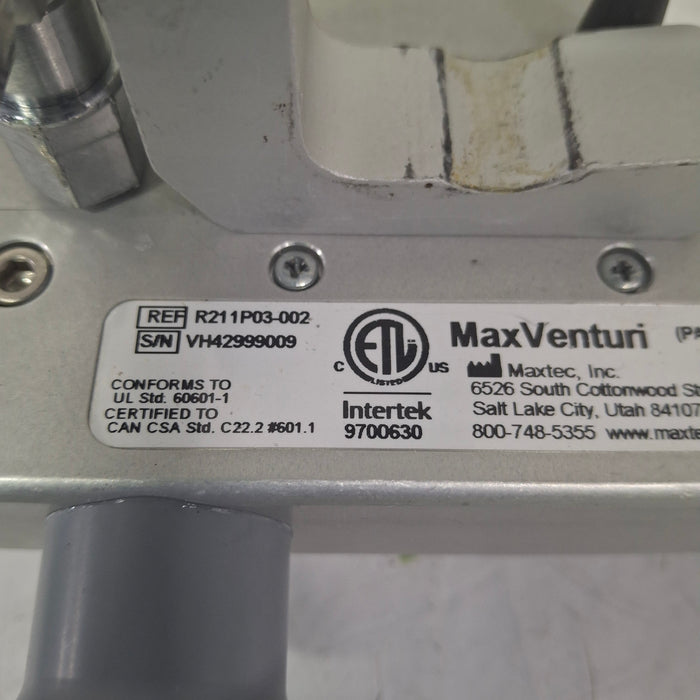 REF R211P03-002
S/N VH42999009
CONFORMS TO
UL Std. 60601-1
CERTIFIED TO
CAN CSA Std. C22.2 #601.1
ETL
C US
LISTED
Intertek
9700630
MaxVenturi
Maxtec, Inc.
6526 South Cottonwood
Salt Lake City, Utah 84107
800-748-5355